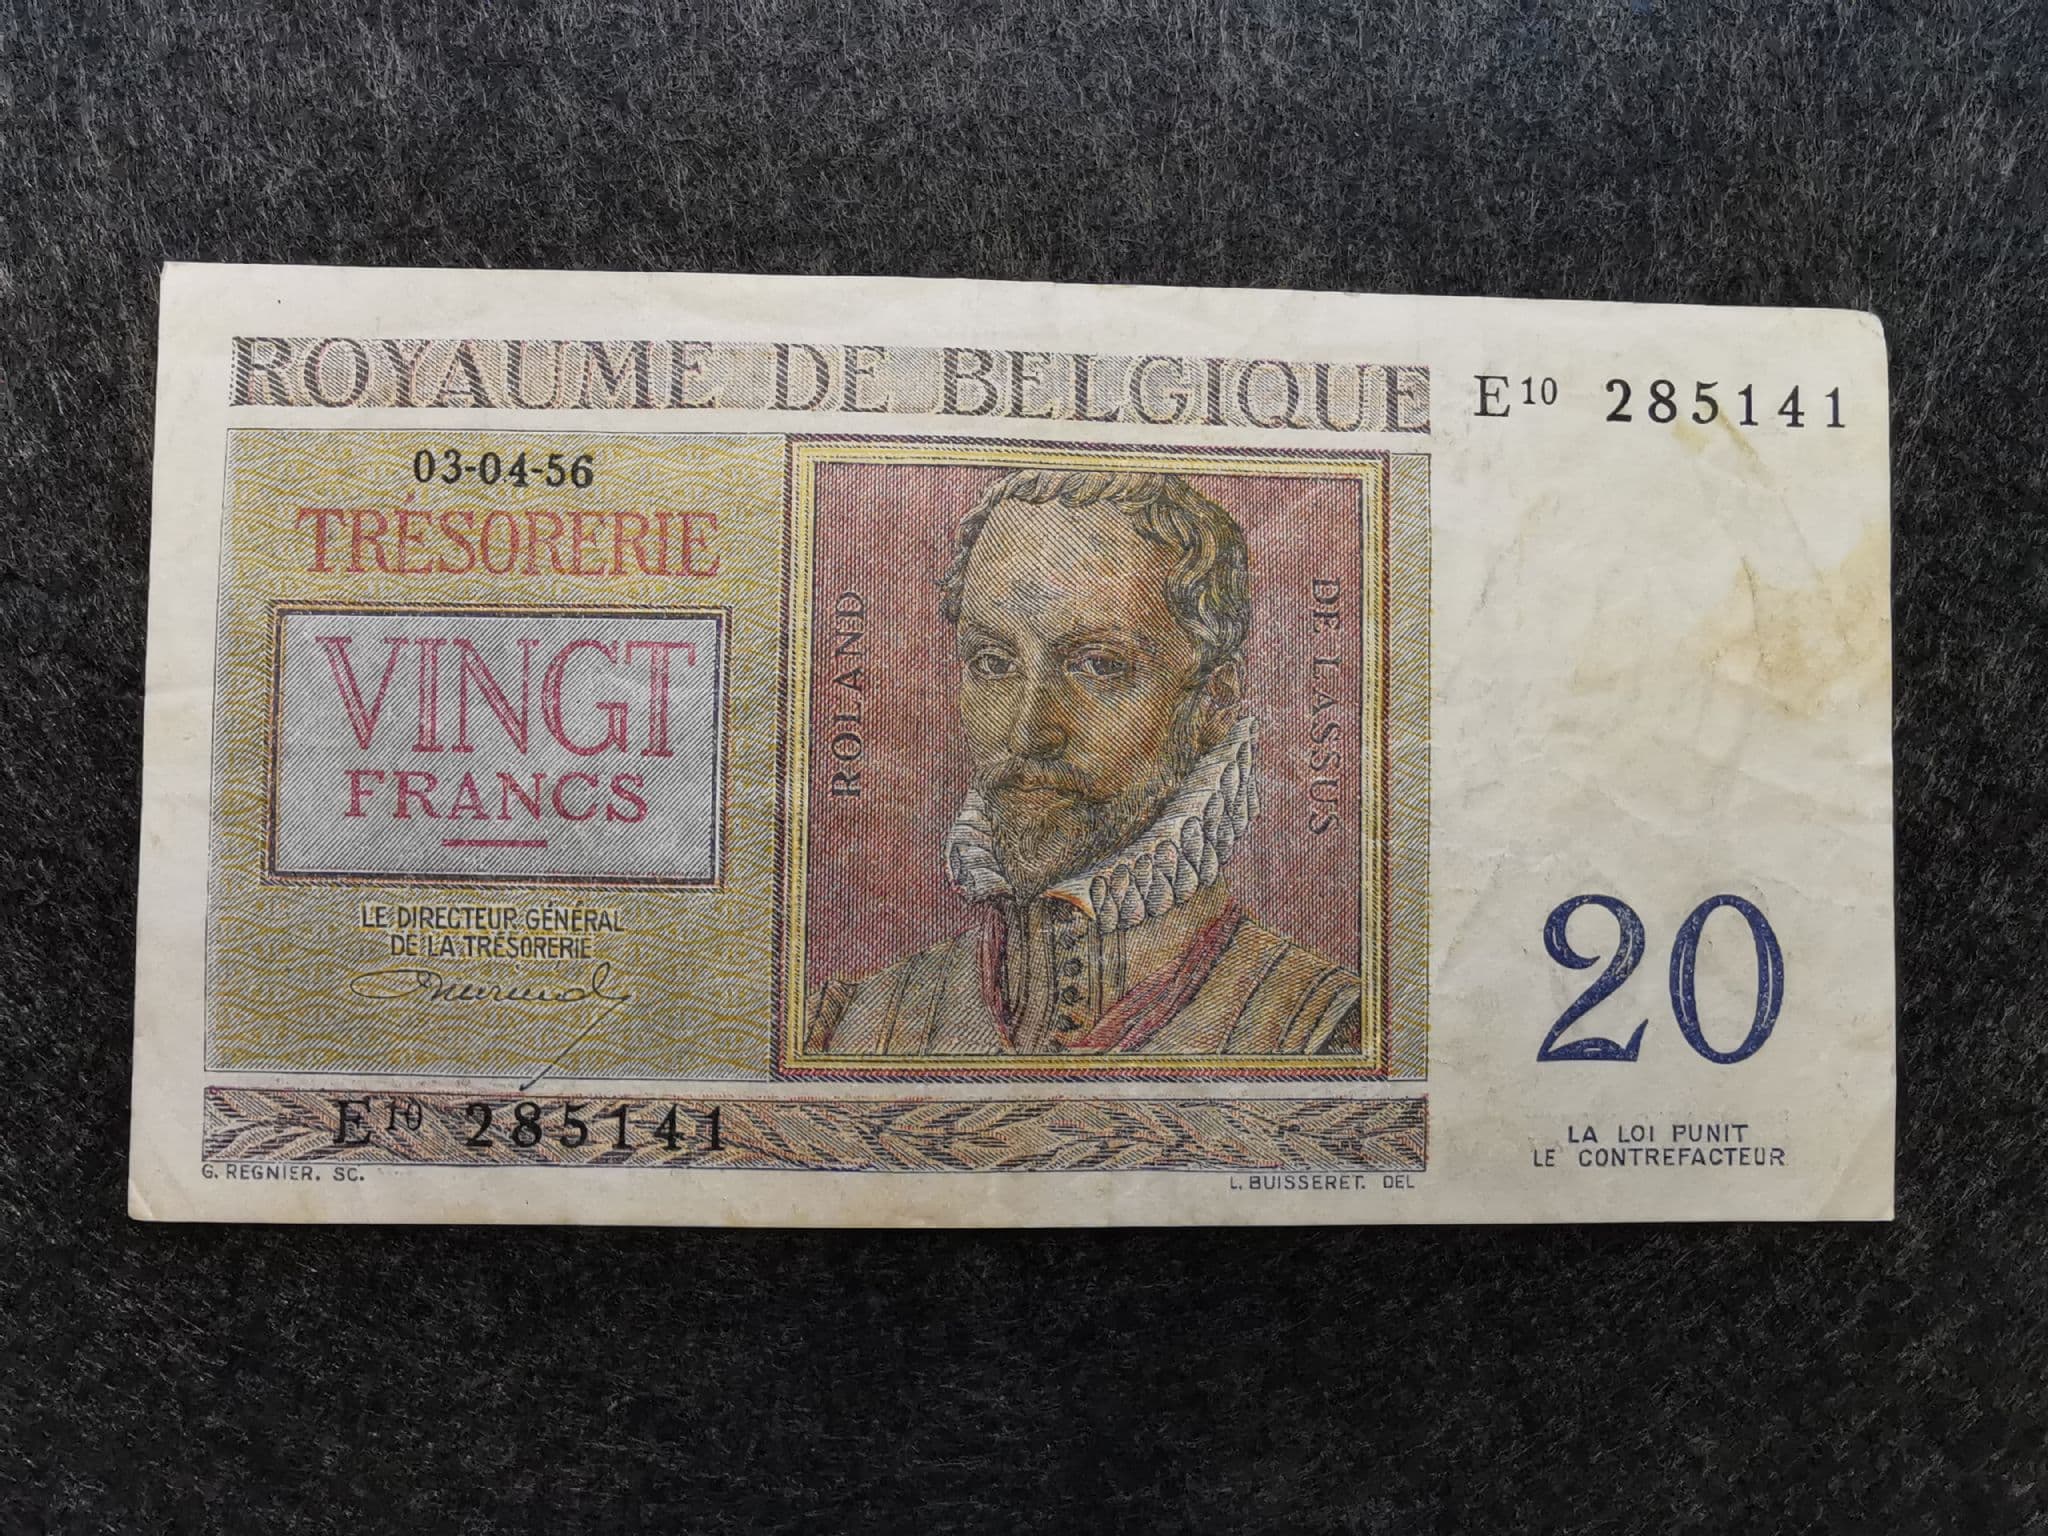 ROYAUME DE BELGIQUE
E10 285141
03-04-56
TRÉSORERIE
VINGT
FRANCS
LE DIRECTEUR GÉNÉRAL
DE LA TRÉSORERIE
ROLAND
DE LASSUS
E10 285141
20
LA LOI PUNIT
LE CONTREFACTEUR
G. REGNIER. SC.
L. BUISSERET. DEL